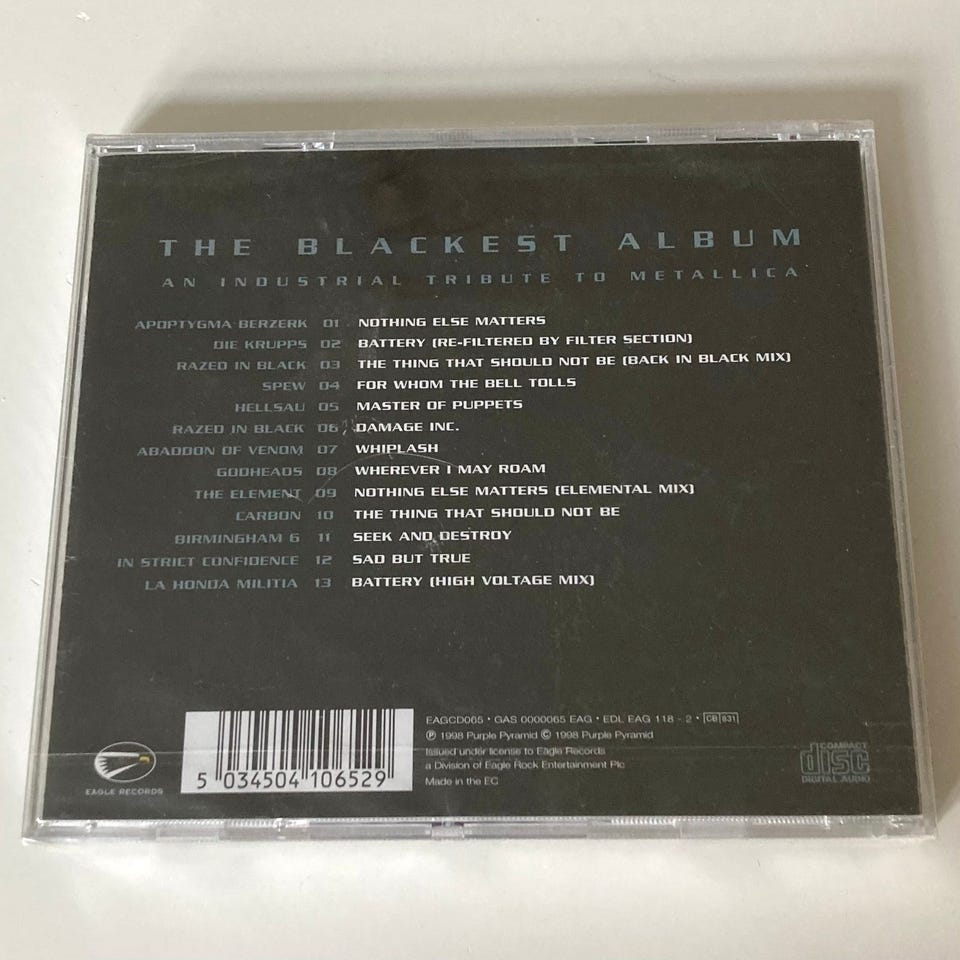 THE BLACKEST ALBUM
AN INDUSTRIAL TRIBUTE TO METALLICA
APOPTYGMA BERZERK 01 NOTHING ELSE MATTERS
DIE KRUPPS 02 BATTERY (RE-FILTERED BY FILTER SECTION)
RAZED IN BLACK 03 THE THING THAT SHOULD NOT BE (BACK IN BLACK MIX)
SPEW 04 FOR WHOM THE BELL TOLLS
HELLSAU 05 MASTER OF PUPPETS
RAZED IN BLACK 06 DAMAGE INC.
ABADDON OF VENOM 07 WHIPLASH
GODHEADS 08 WHEREVER I MAY ROAM
THE ELEMENT 09 NOTHING ELSE MATTERS (ELEMENTAL MIX)
CARBON 10 THE THING THAT SHOULD NOT BE
BIRMINGHAM 6 11 SEEK AND DESTROY
IN STRICT CONFIDENCE 12 SAD BUT TRUE
LA HONDA MILITIA 13 BATTERY (HIGH VOLTAGE MIX)
EAGCD065 • GAS 0000065 EAG • EDL EAG 118 - 2 • CB 831
℗ 1998 Purple Pyramid © 1998 Purple Pyramid
Issued under license to Eagle Records
a Division of Eagle Rock Entertainment Plc
Made in the EC
5 034504 106529
EAGLE RECORDS
COMPACT
disc
DIGITAL AUDIO